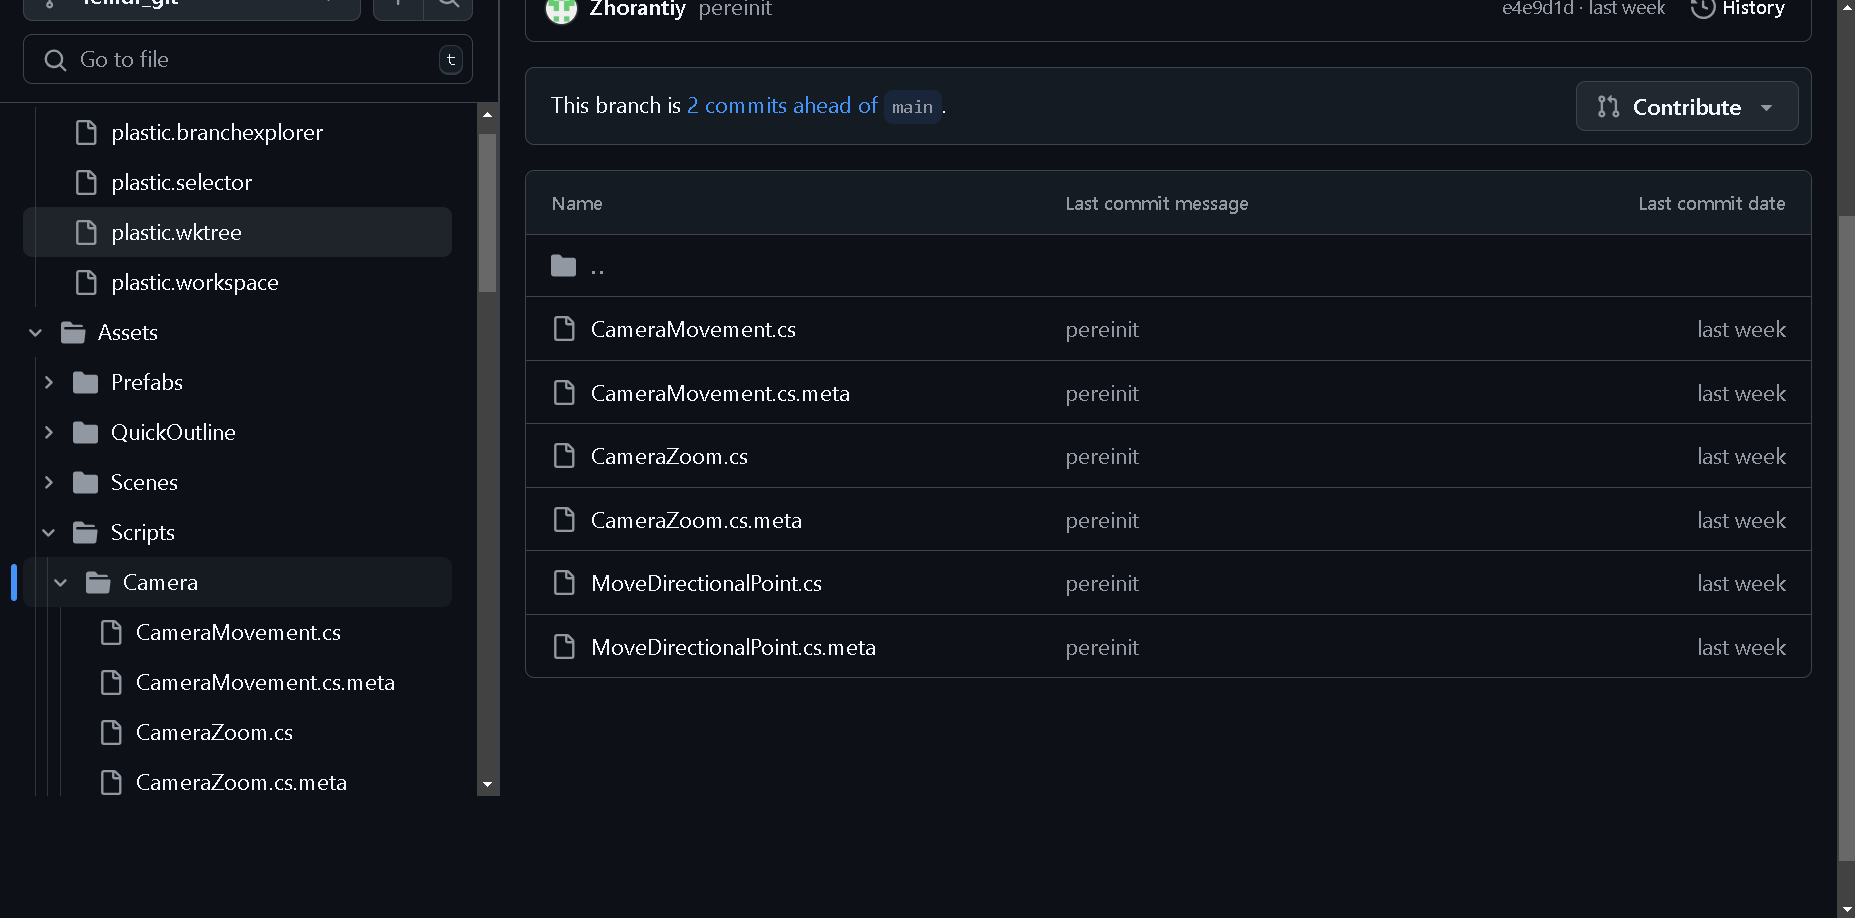 Go to file
t
plastic.branchexplorer
plastic.selector
plastic.wktree
plastic.workspace
Assets
Prefabs
QuickOutline
Scenes
Scripts
Camera
CameraMovement.cs
CameraMovement.cs.meta
CameraZoom.cs
CameraZoom.cs.meta
Zhorantiy pereinit
e4e9d1d · last week
History
This branch is 2 commits ahead of main.
Contribute
Name Last commit message Last commit date
..
CameraMovement.cs pereinit last week
CameraMovement.cs.meta pereinit last week
CameraZoom.cs pereinit last week
CameraZoom.cs.meta pereinit last week
MoveDirectionalPoint.cs pereinit last week
MoveDirectionalPoint.cs.meta pereinit last week